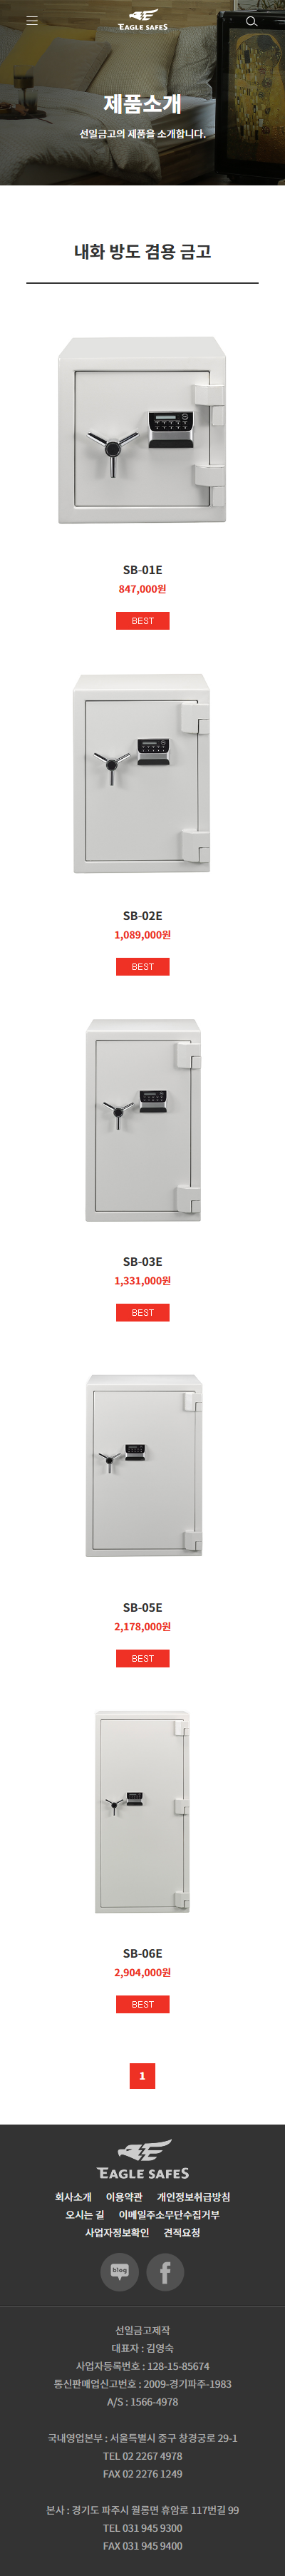 EAGLE SAFES
제품소개
선일금고의 제품을 소개합니다.
내화 방도 겸용 금고
SB-01E
847,000원
BEST
SB-02E
1,089,000원
BEST
SB-03E
1,331,000원
BEST
SB-05E
2,178,000원
BEST
SB-06E
2,904,000원
BEST
1
EAGLE SAFES
회사소개 이용약관 개인정보취급방침
오시는 길 이메일주소무단수집거부
사업자정보확인 견적요청
blog f
선일금고제작
대표자 : 김영숙
사업자등록번호 : 128-15-85674
통신판매업신고번호 : 2009-경기파주-1983
A/S : 1566-4978
국내영업본부 : 서울특별시 중구 창경궁로 29-1
TEL 02 2267 4978
FAX 02 2276 1249
본사 : 경기도 파주시 월롱면 휴암로 117번길 99
TEL 031 945 9300
FAX 031 945 9400